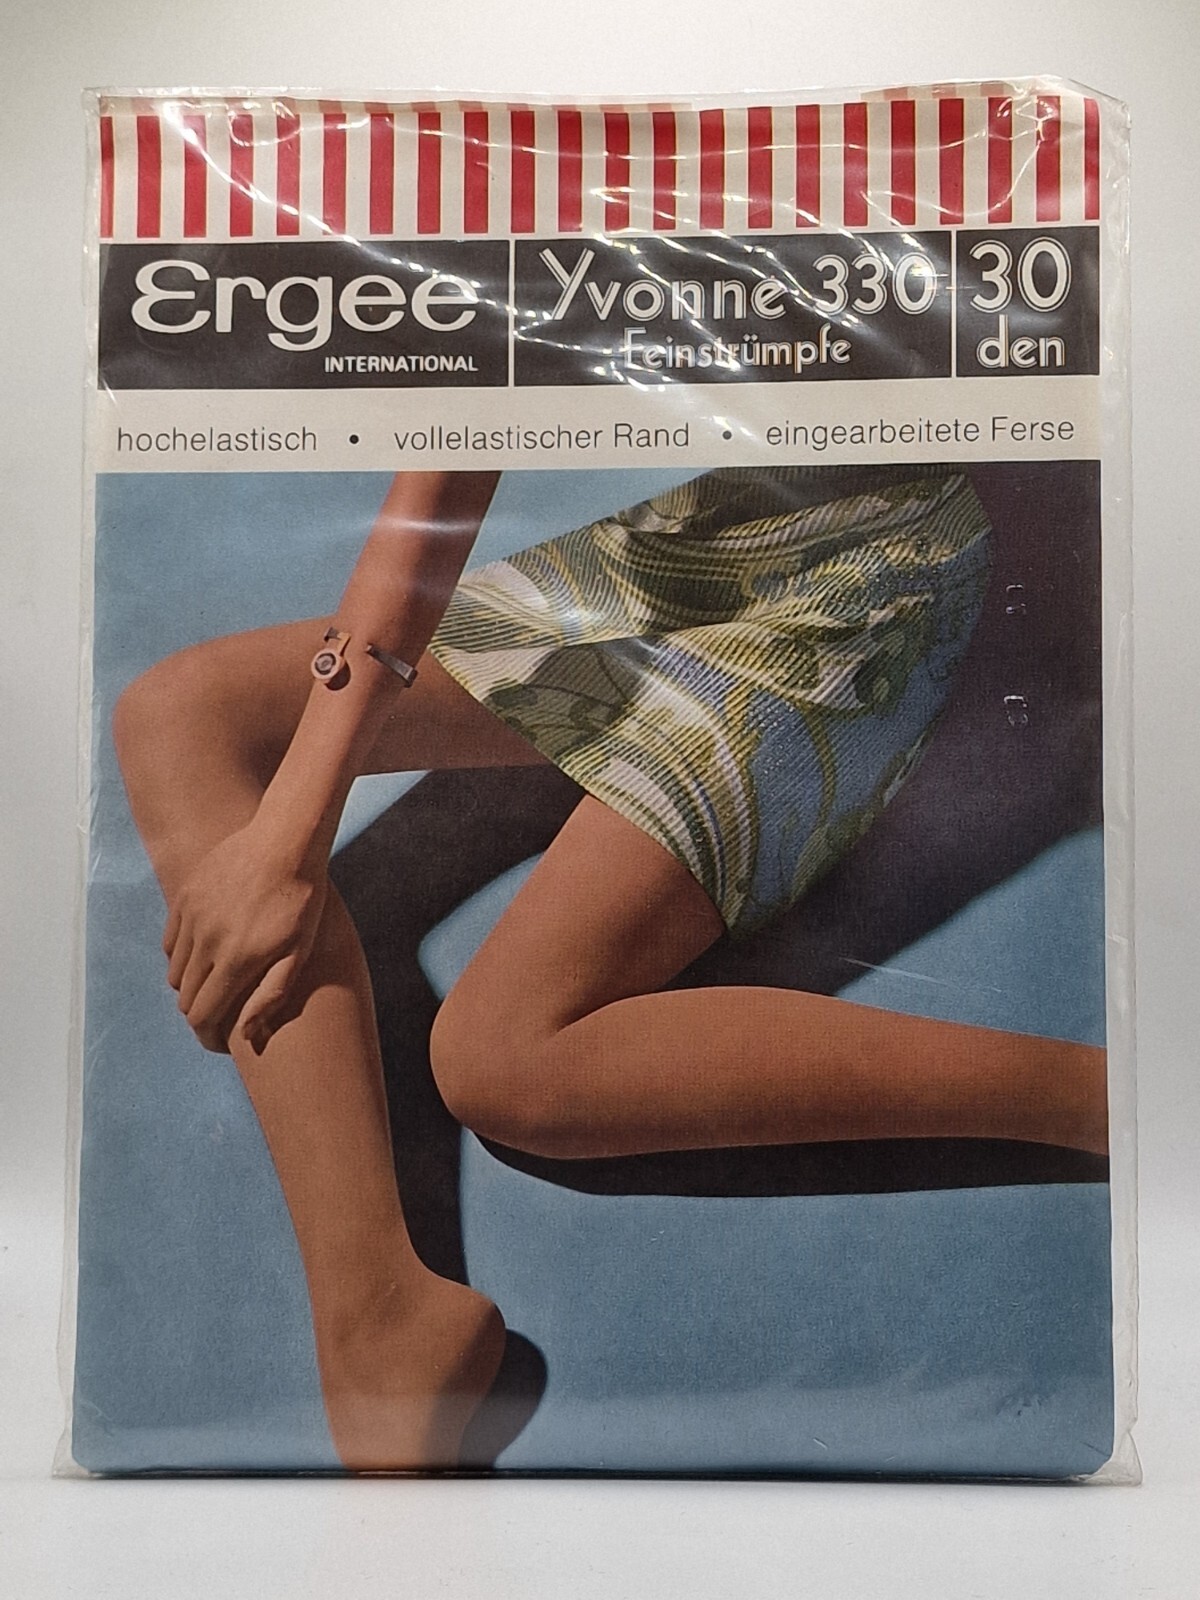 Ergee
INTERNATIONAL
Yvonne 330
Feinstrümpfe
30
den
hochelastisch • vollelastischer Rand • eingearbeitete Ferse